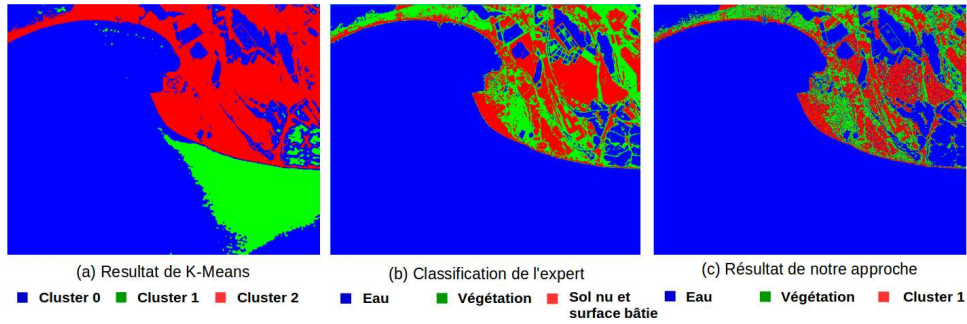 (a) Resultat de K-Means
(b) Classification de l'expert
(c) Résultat de notre approche
Cluster 0 Cluster 1 Cluster 2
Eau Végétation Sol nu et
surface bâtie
Eau Végétation Cluster 1